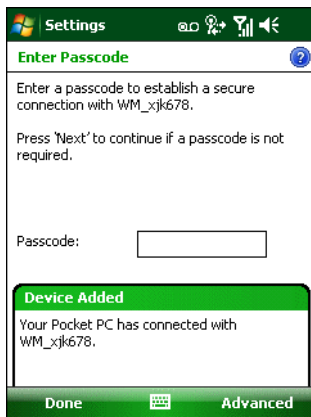 Settings
Enter Passcode
?
Enter a passcode to establish a secure
connection with WM_xjk678.
Press 'Next' to continue if a passcode is not
required.
Passcode:
Device Added
Your Pocket PC has connected with
WM_xjk678.
Done
Advanced